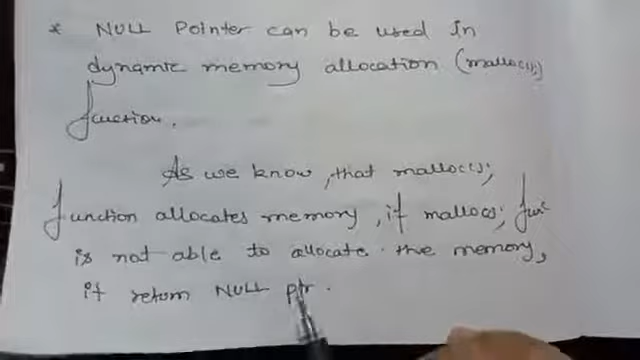 * NULL Pointer can be used In
dynamic memory allocation (malloc();)
function.
As we know, that malloc();
function allocates memory, if malloc(); func
is not able to allocate the memory,
it return NULL ptr.